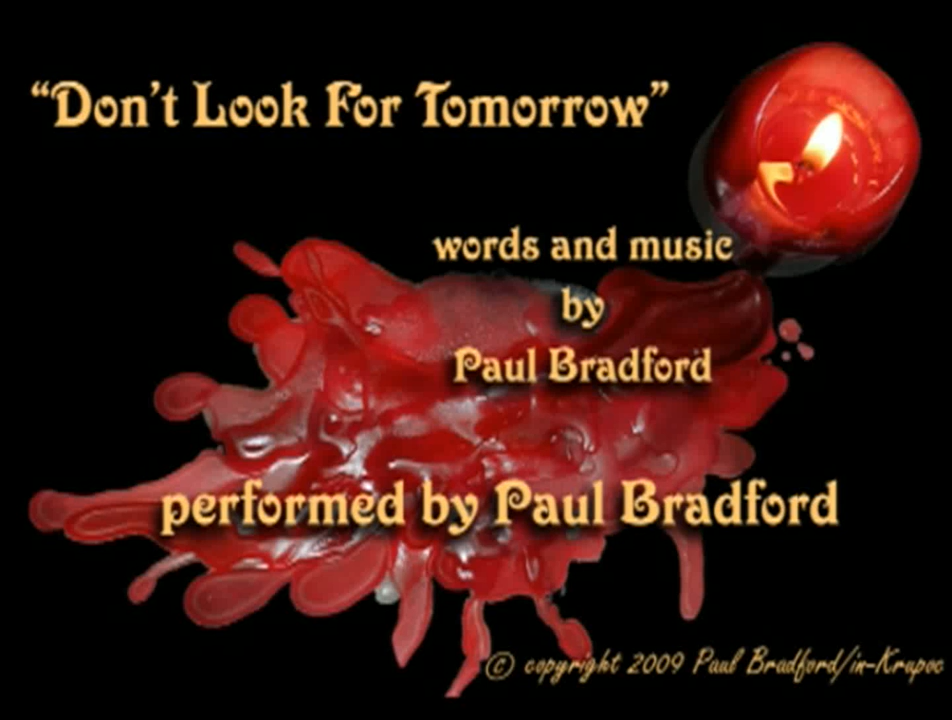 “Don’t Look For Tomorrow”
words and music
by
Paul Bradford
performed by Paul Bradford
© copyright 2009 Paul Bradford/in-Krapoc